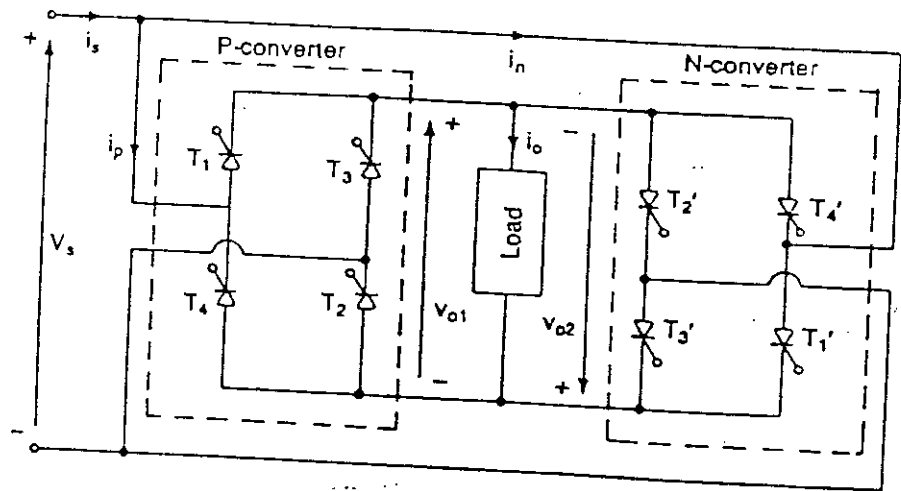 +
i_s
P-converter
i_n
N-converter
i_p
T_1
T_3
+
i_o
−
T_2'
T_4'
V_s
Load
T_4
T_2
v_o1
v_o2
T_3'
T_1'
−
+
−